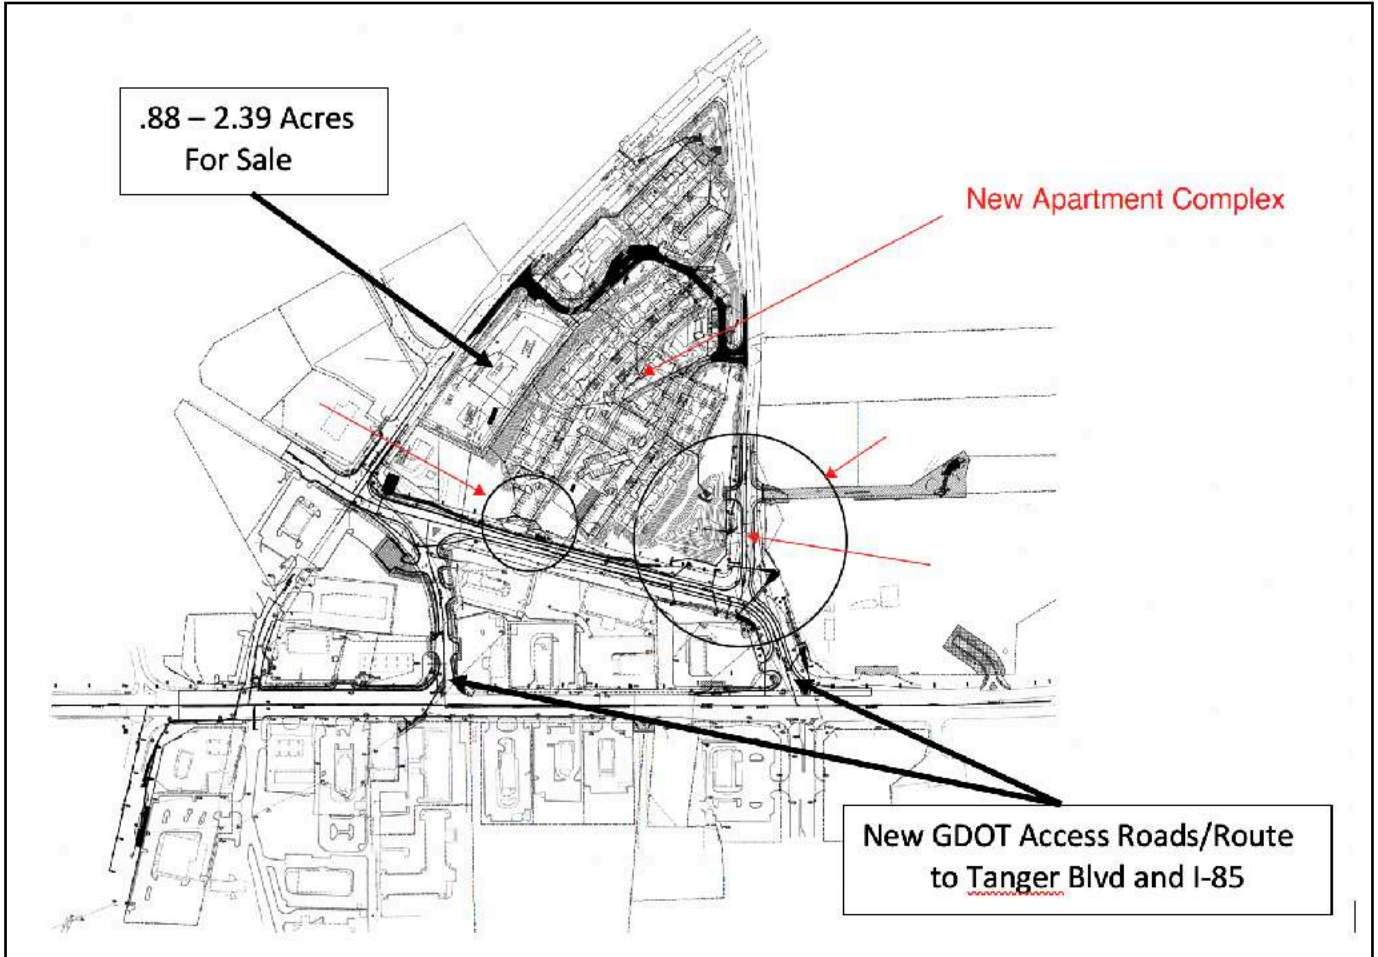 .88 – 2.39 Acres
For Sale
New Apartment Complex
New GDOT Access Roads/Route
to Tanger Blvd and I-85